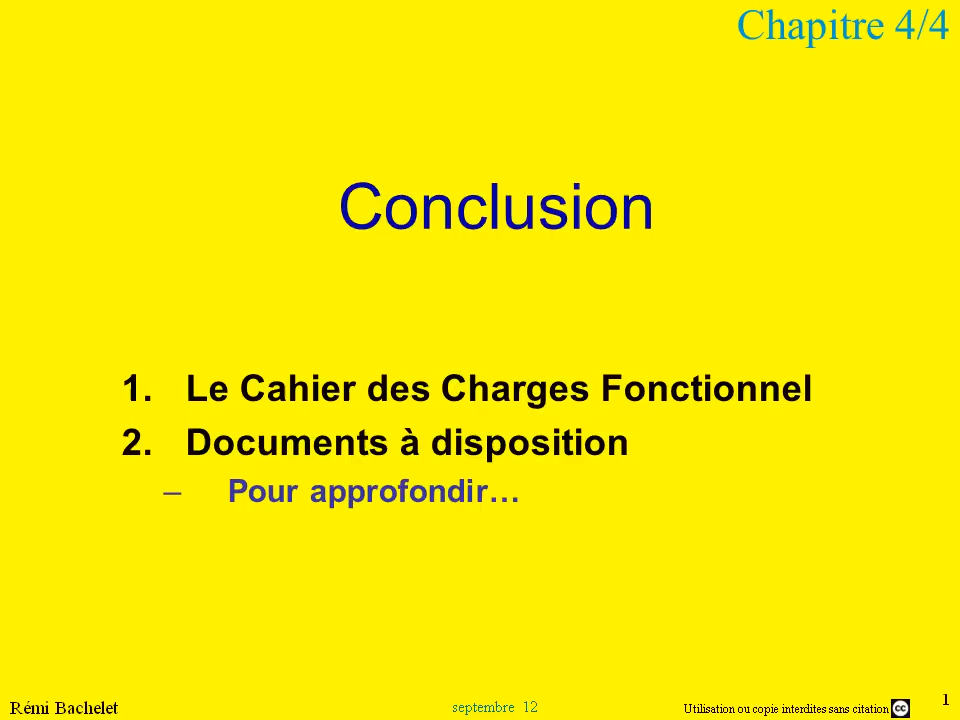 Chapitre 4/4
Conclusion
1. Le Cahier des Charges Fonctionnel
2. Documents à disposition
– Pour approfondir…
Rémi Bachelet
septembre 12
Utilisation ou copie interdites sans citation cc
1